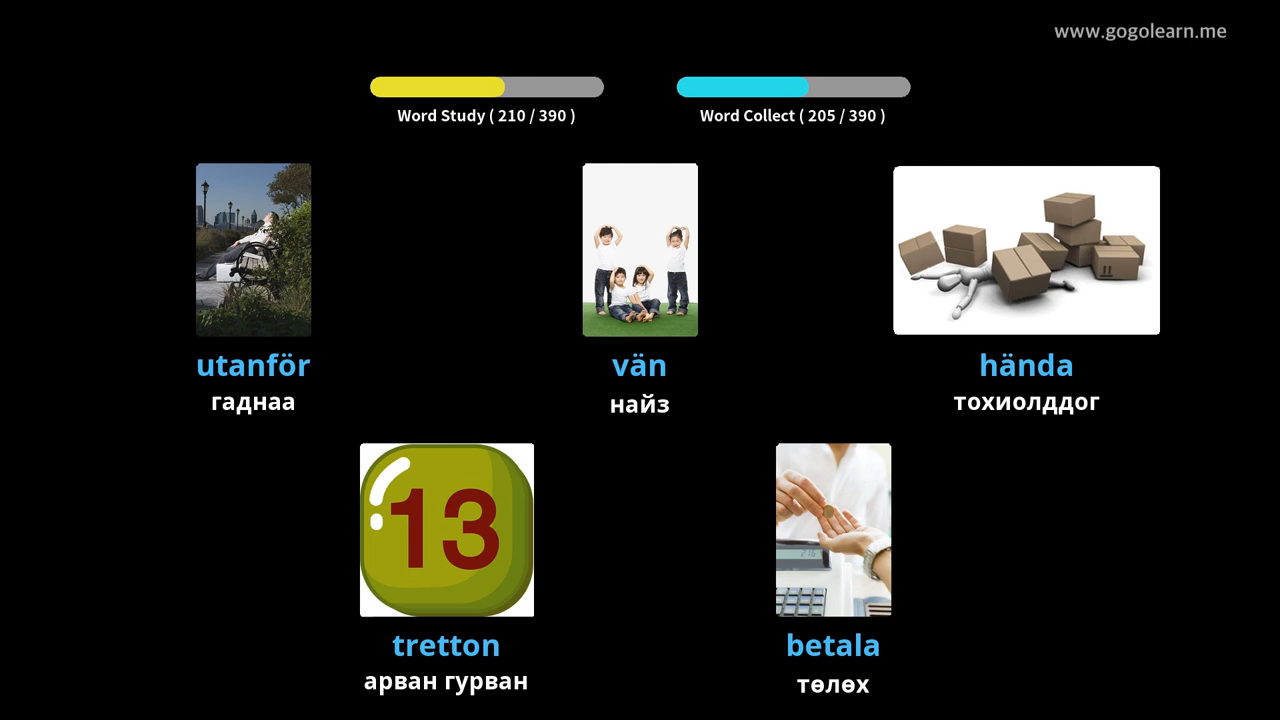 www.gogolearn.me
Word Study ( 210 / 390 )
Word Collect ( 205 / 390 )
utanför
гаднаа
vän
найз
hända
тохиолддог
13
tretton
арван гурван
betala
төлөх